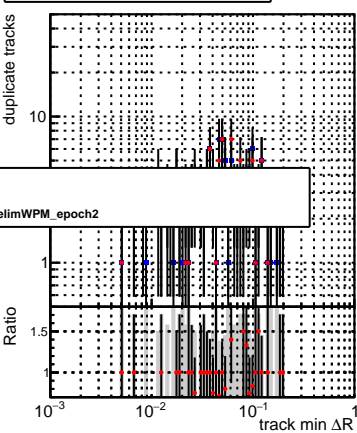 duplicate tracks
10
elimWPM_epoch2
1
Ratio
1.5
1
10⁻³ 10⁻² 10⁻¹ 1
track min ΔR